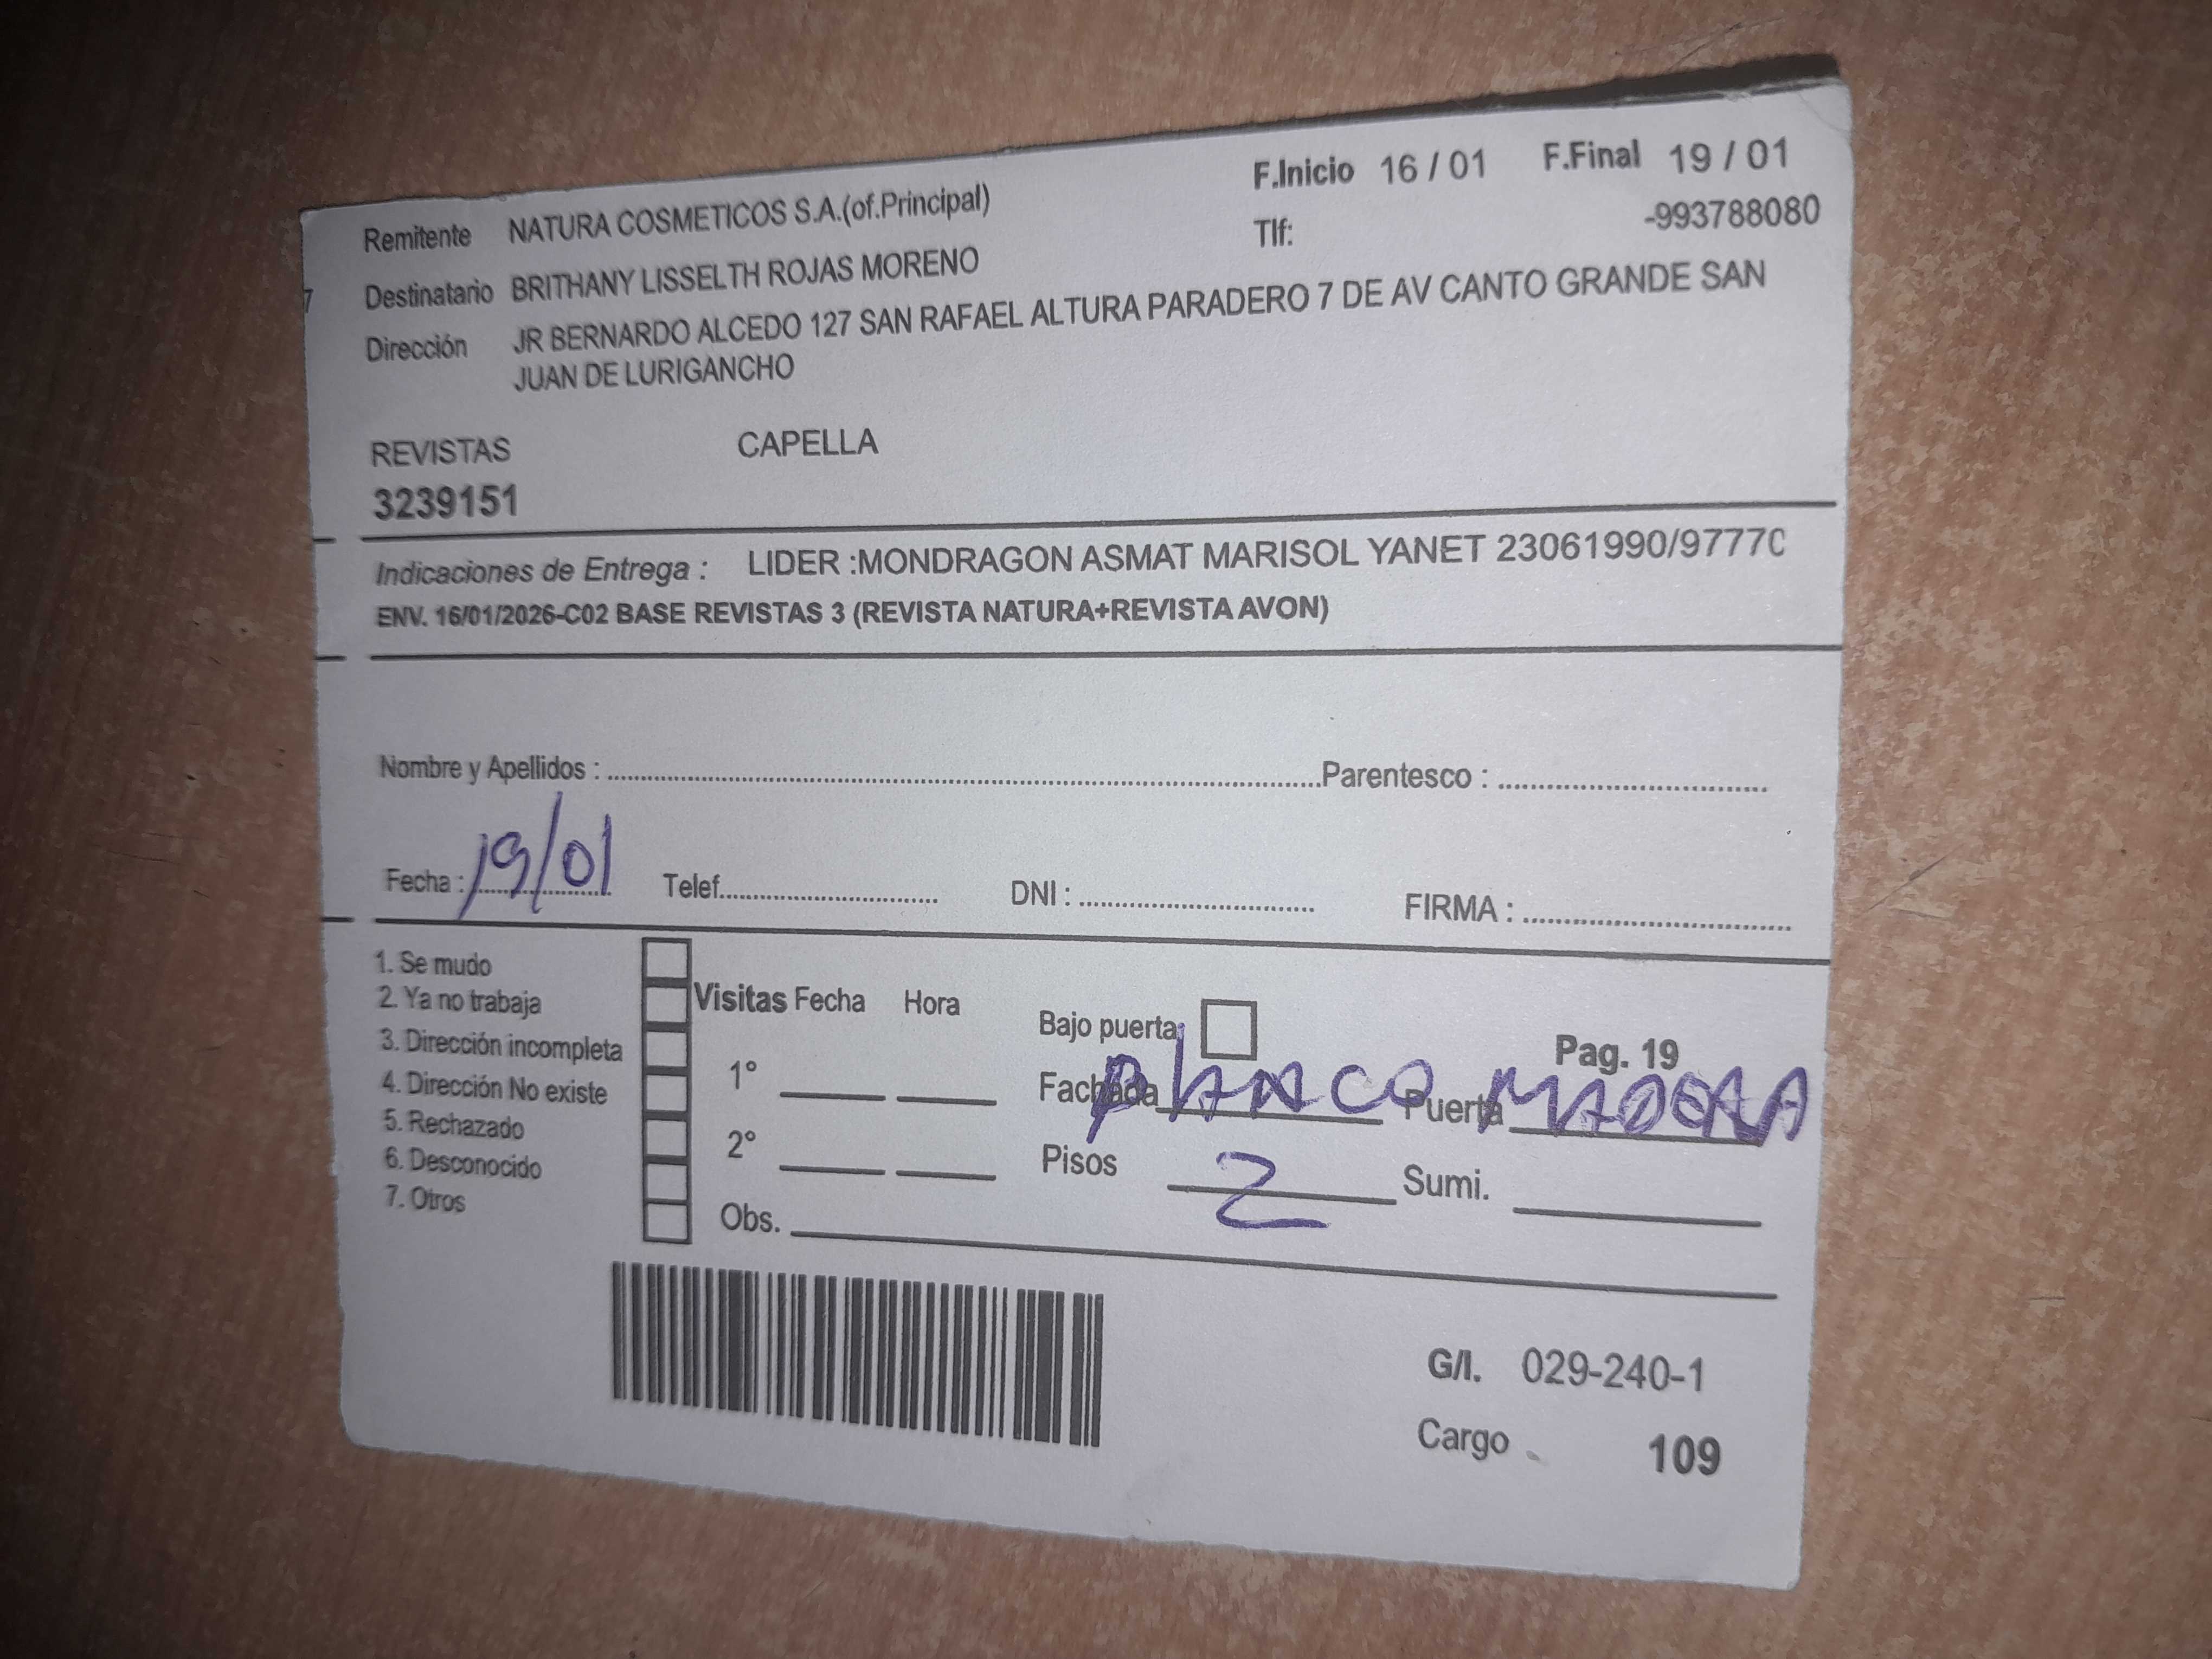 F.Inicio 16 / 01 F.Final 19 / 01
Remitente NATURA COSMETICOS S.A.(of.Principal)
Tlf: -993788080
Destinatario BRITHANY LISSELTH ROJAS MORENO
Dirección JR BERNARDO ALCEDO 127 SAN RAFAEL ALTURA PARADERO 7 DE AV CANTO GRANDE SAN
JUAN DE LURIGANCHO
REVISTAS CAPELLA
3239151
Indicaciones de Entrega : LIDER :MONDRAGON ASMAT MARISOL YANET 23061990/9777
ENV. 16/01/2026-C02 BASE REVISTAS 3 (REVISTA NATURA+REVISTA AVON)
Nombre y Apellidos : Parentesco :
Fecha : 19/01 Telef. DNI : FIRMA :
1. Se mudo
2. Ya no trabaja
3. Dirección incompleta
4. Dirección No existe
5. Rechazado
6. Desconocido
7. Otros
Visitas Fecha Hora
1°
2°
Obs.
Bajo puerta Pag. 19
Fachada BLANCO Puerta MADERA
Pisos 2 Sumi.
G/I. 029-240-1
Cargo 109